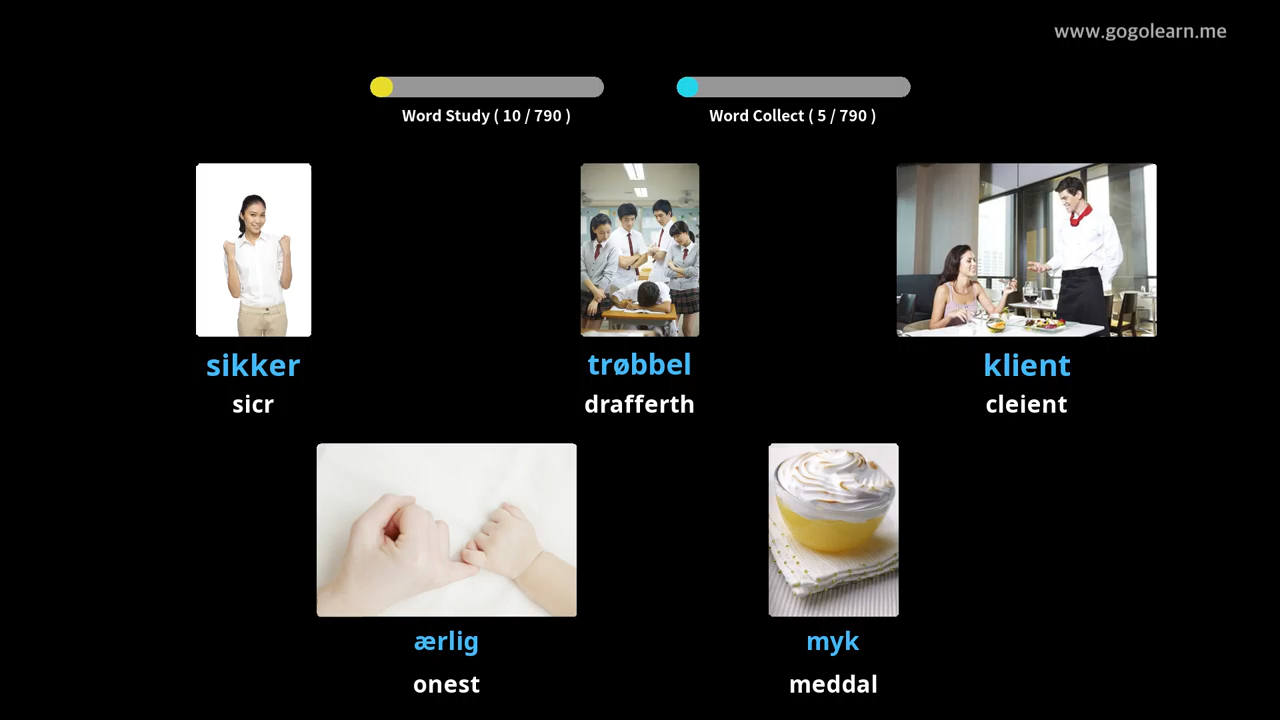 www.gogolearn.me
Word Study ( 10 / 790 )
Word Collect ( 5 / 790 )
sikker
sicr
trøbbel
drafferth
klient
cleient
ærlig
onest
myk
meddal